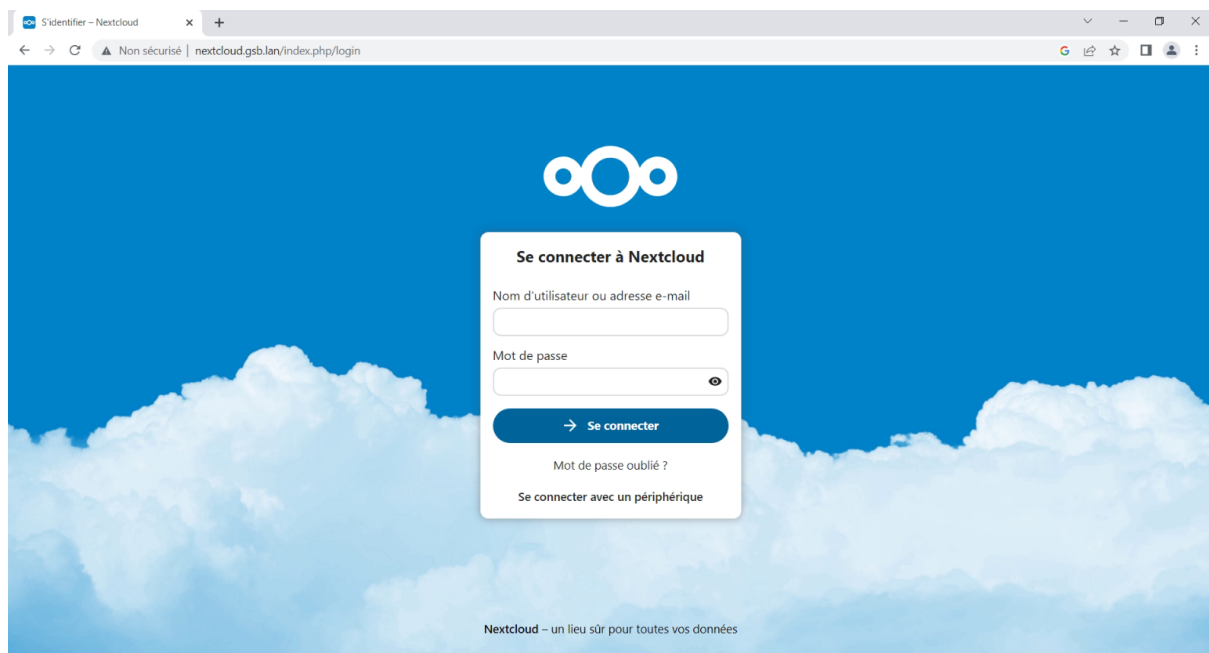 S'identifier – Nextcloud
Non sécurisé | nextcloud.gsb.lan/index.php/login
Se connecter à Nextcloud
Nom d'utilisateur ou adresse e-mail
Mot de passe
Se connecter
Mot de passe oublié ?
Se connecter avec un périphérique
Nextcloud – un lieu sûr pour toutes vos données